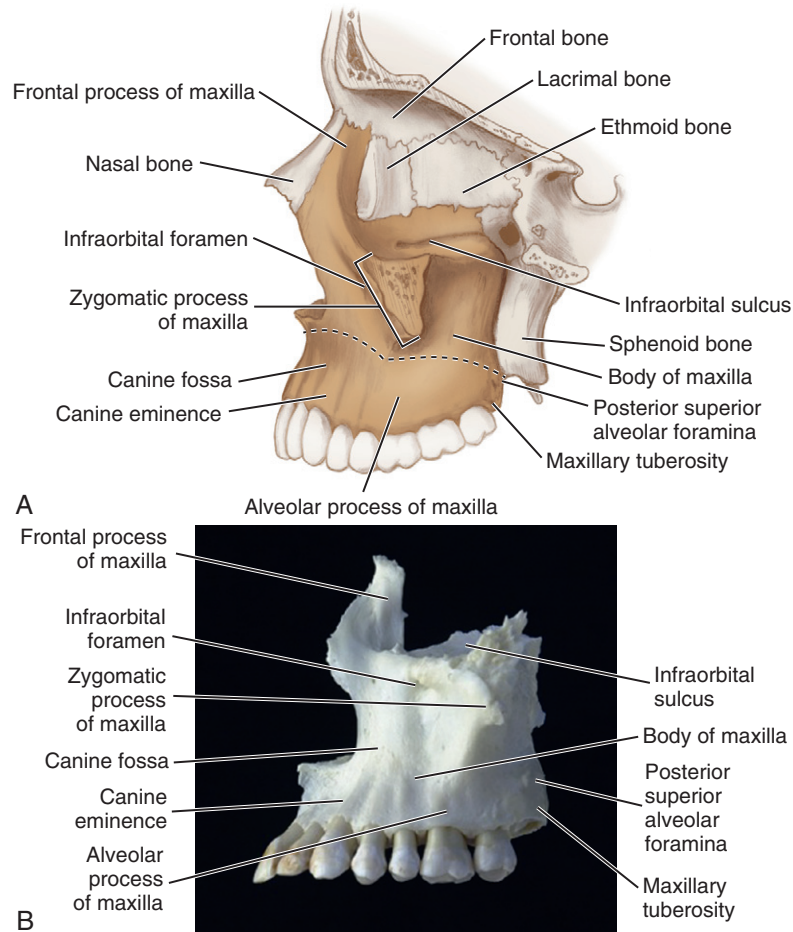 Frontal bone
Lacrimal bone
Frontal process of maxilla
Ethmoid bone
Nasal bone
Infraorbital foramen
Zygomatic process
of maxilla
Infraorbital sulcus
Sphenoid bone
Canine fossa
Body of maxilla
Canine eminence
Posterior superior
alveolar foramina
Maxillary tuberosity
A
Alveolar process of maxilla
Frontal process
of maxilla
Infraorbital
foramen
Zygomatic
process
of maxilla
Canine fossa
Canine
eminence
Alveolar
process
of maxilla
Infraorbital
sulcus
Body of maxilla
Posterior
superior
alveolar
foramina
Maxillary
tuberosity
B